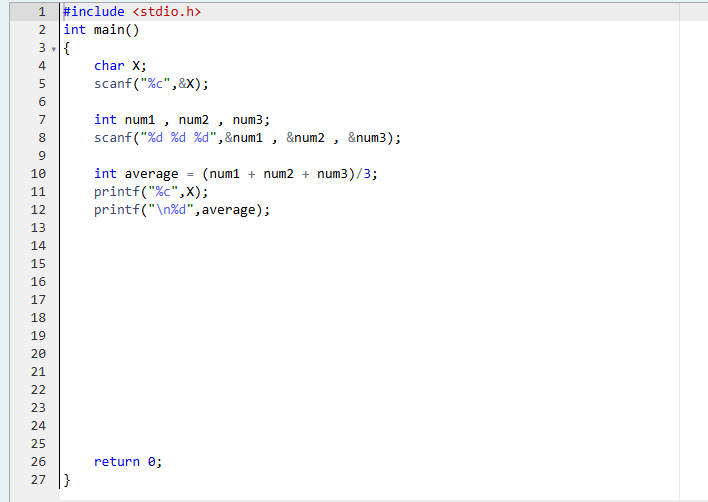 1 #include <stdio.h>
2 int main()
3 {
4     char X;
5     scanf("%c",&X);
6
7     int num1 , num2 , num3;
8     scanf("%d %d %d",&num1 , &num2 , &num3);
9
10     int average = (num1 + num2 + num3)/3;
11     printf("%c",X);
12     printf("\n%d",average);
13
14
15
16
17
18
19
20
21
22
23
24
25
26     return 0;
27 }